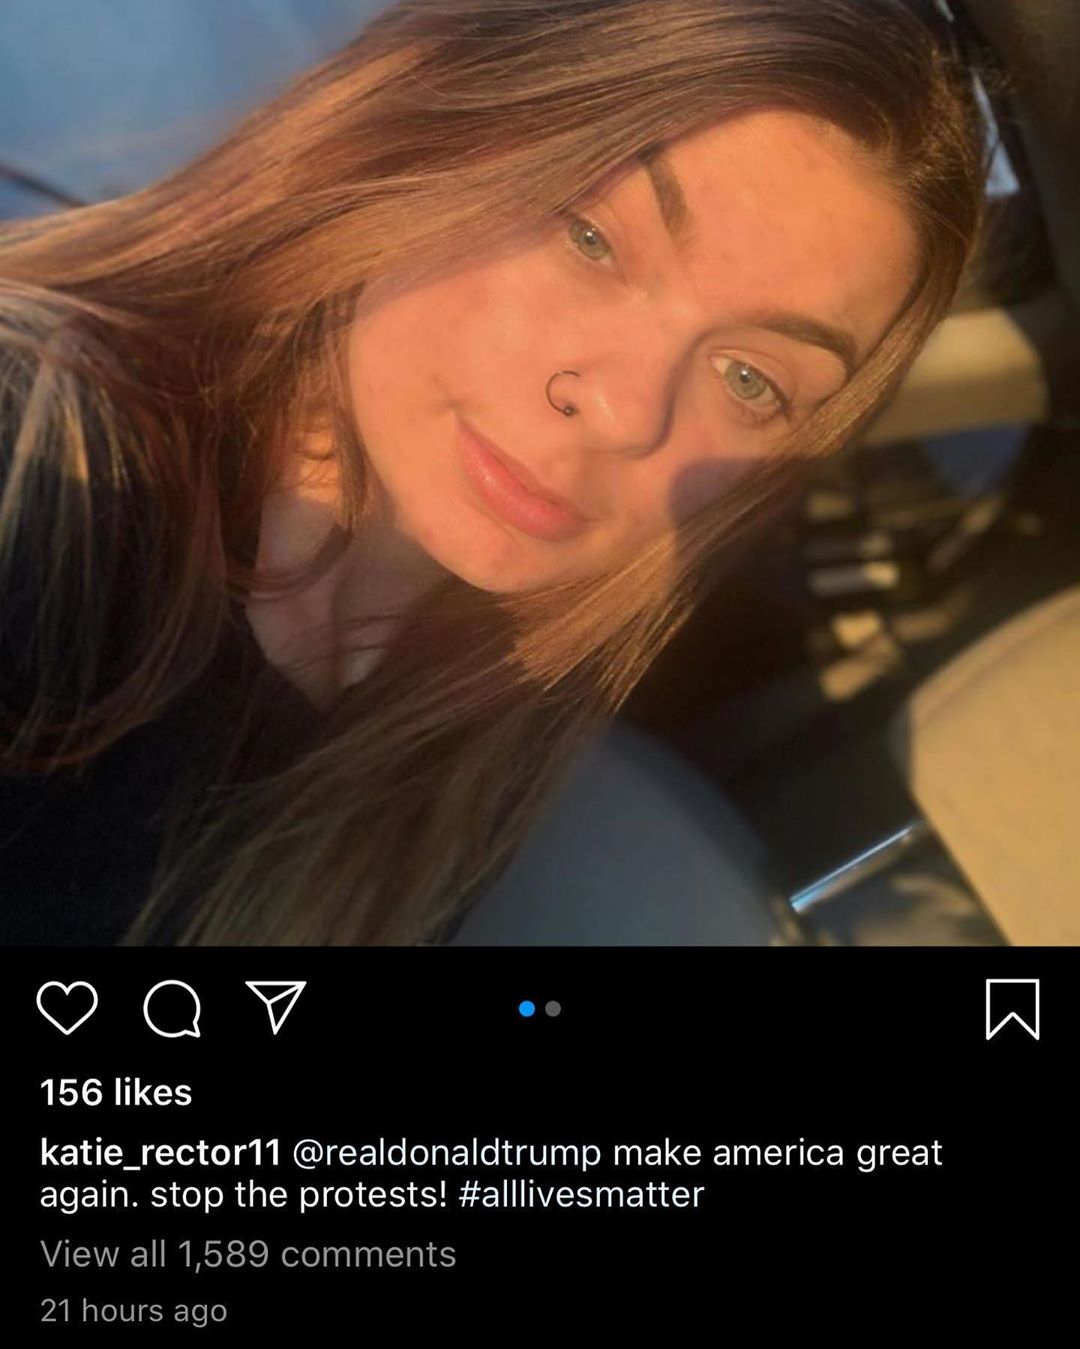 156 likes
katie_rector11 @realdonaldtrump make america great
again. stop the protests! #alllivesmatter
View all 1,589 comments
21 hours ago